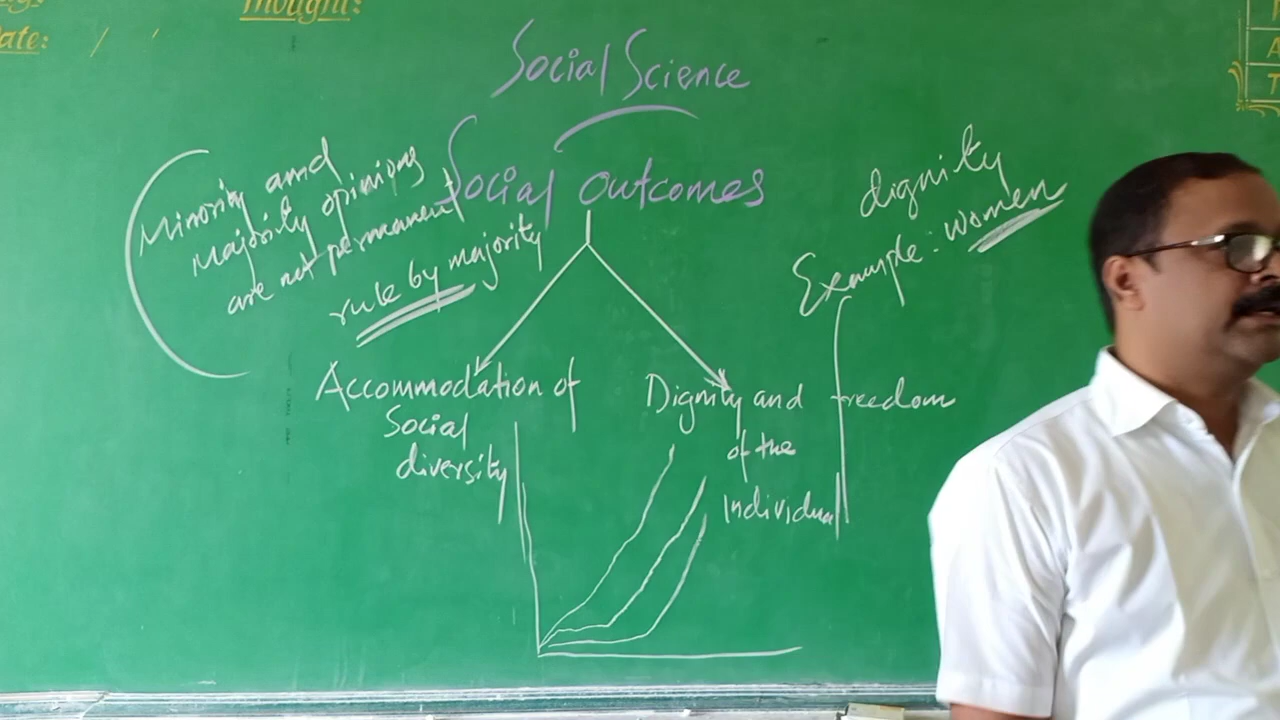 Thought:
ate:
Social Science
Social outcomes
Minority and
Majority opinions
are not permanent
rule by majority
dignity
Example: women
Accommodation of
Social
diversity
Dignity and freedom
of the
individual